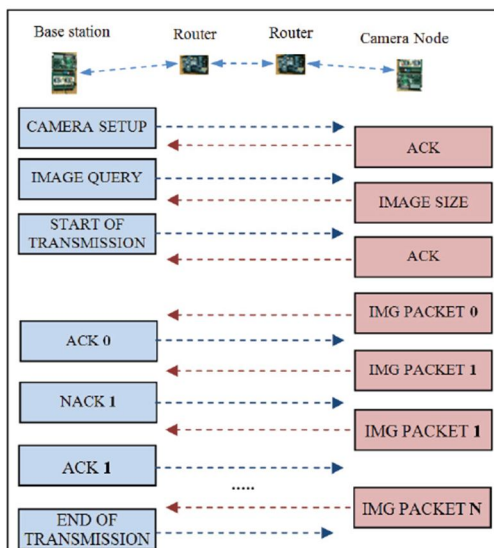 Base station
Router
Router
Camera Node
CAMERA SETUP
ACK
IMAGE QUERY
IMAGE SIZE
START OF
TRANSMISSION
ACK
IMG PACKET 0
ACK 0
IMG PACKET 1
NACK 1
IMG PACKET 1
ACK 1
.....
IMG PACKET N
END OF
TRANSMISSION